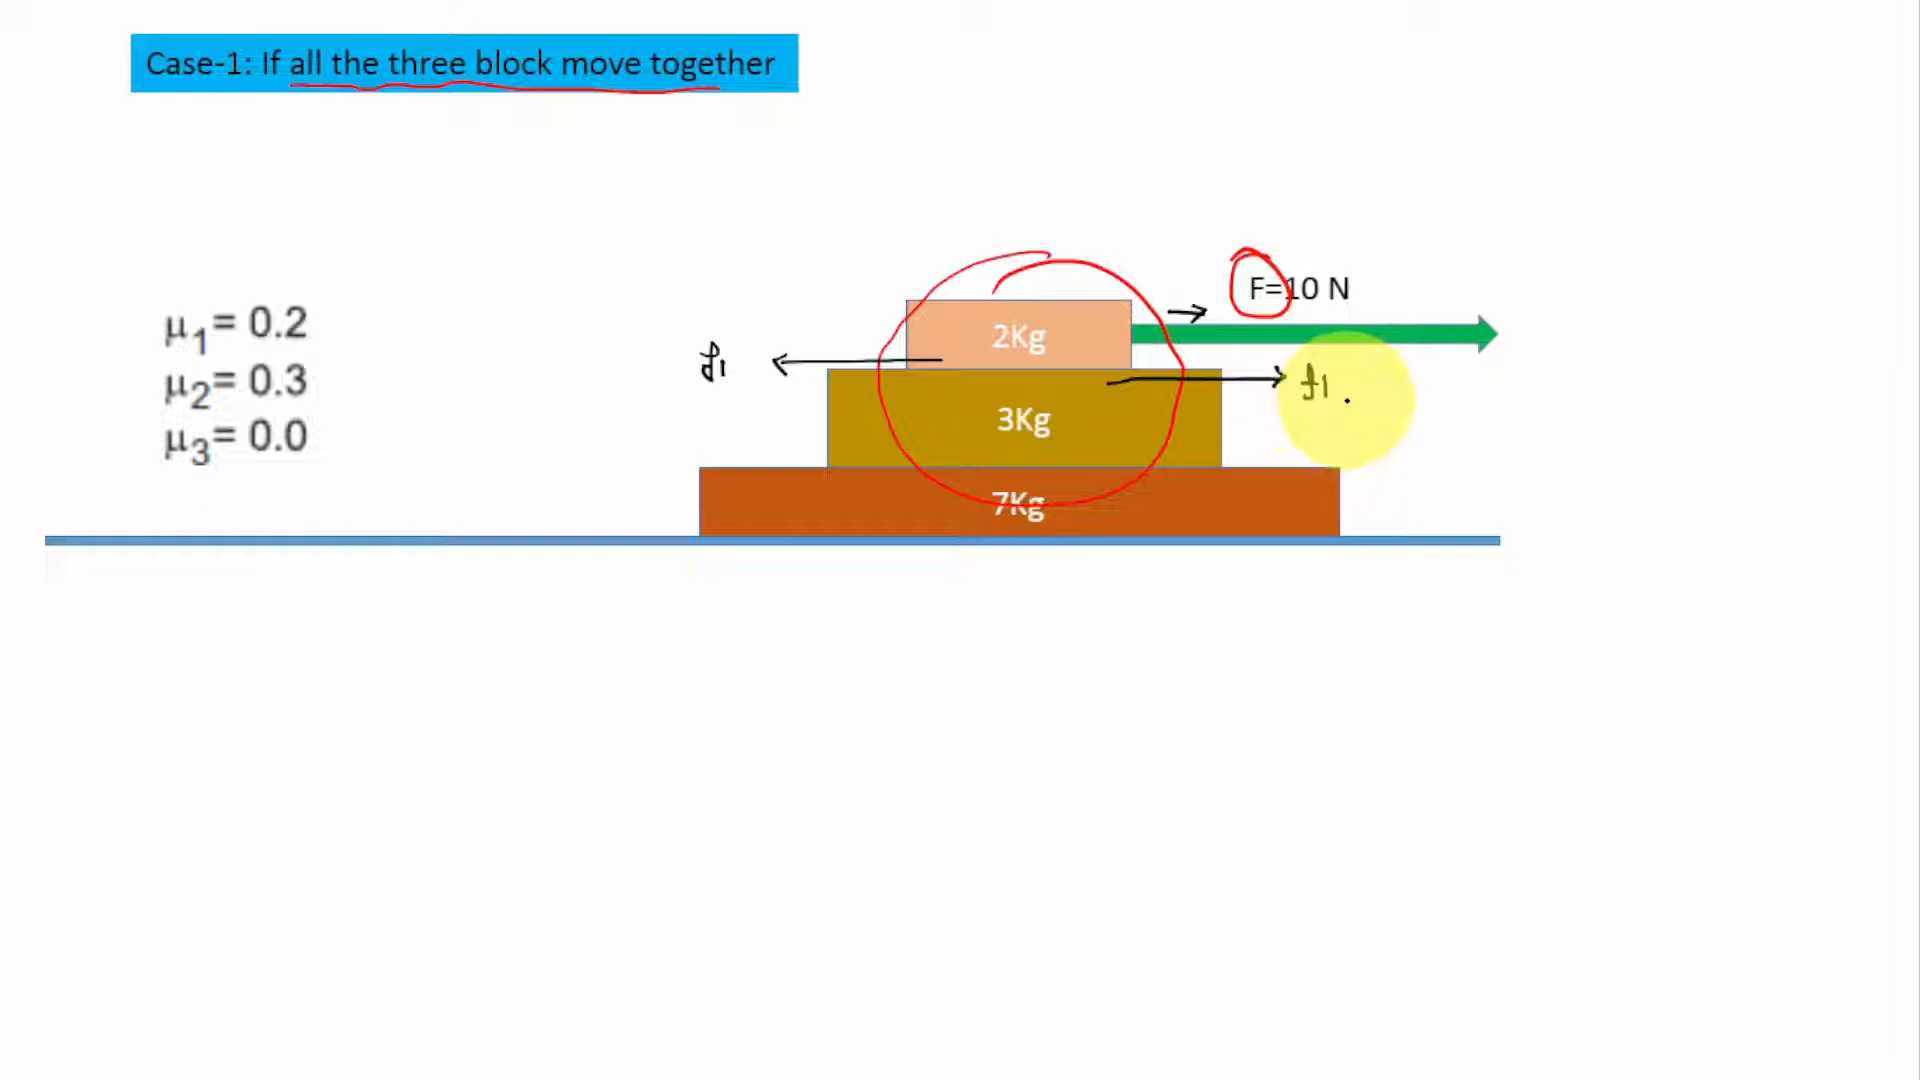 Case-1: If all the three block move together
F=10 N
μ1= 0.2
μ2= 0.3
μ3= 0.0
2Kg
f1
f1
3Kg
7Kg